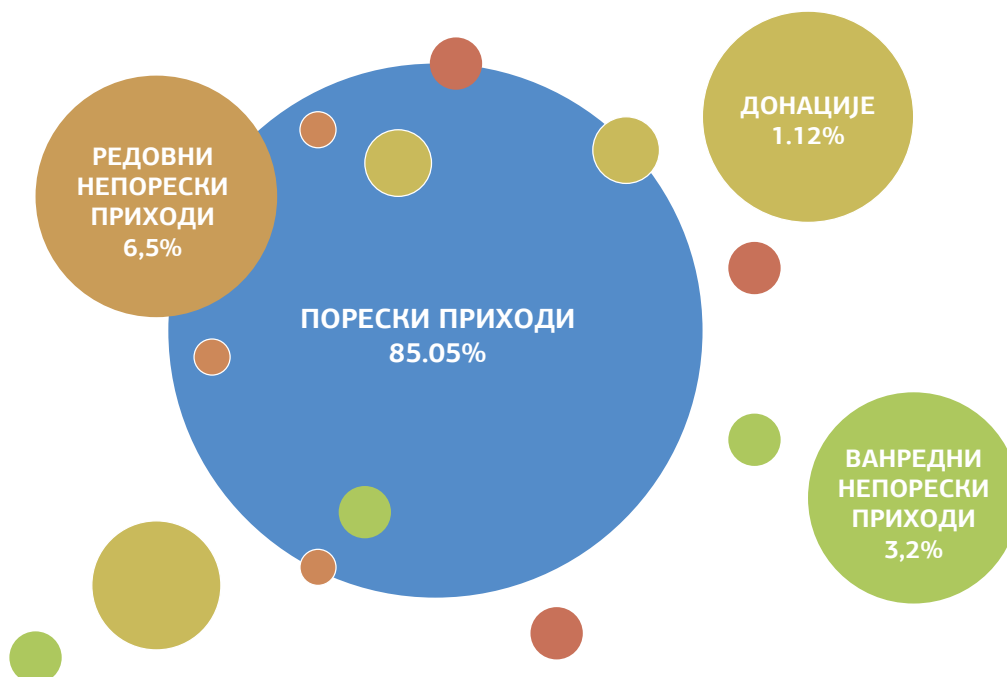 ДОНАЦИЈЕ
1.12%
РЕДОВНИ
НЕПОРЕСКИ
ПРИХОДИ
6,5%
ПОРЕСКИ ПРИХОДИ
85.05%
ВАНРЕДНИ
НЕПОРЕСКИ
ПРИХОДИ
3,2%